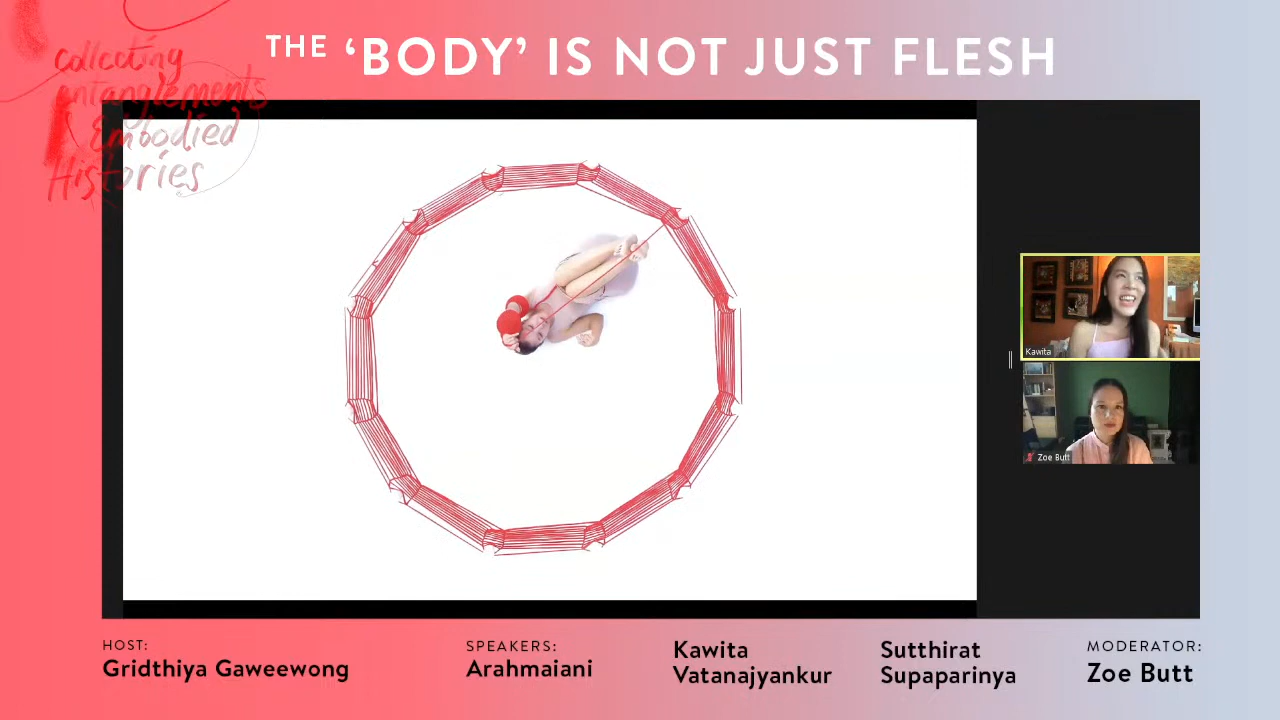 THE ‘BODY’ IS NOT JUST FLESH
collecting
entanglements
& Embodied
Histories
Kawita
Zoe Butt
HOST:
Gridthiya Gaweewong
SPEAKERS:
Arahmaiani
Kawita
Vatanajyankur
Sutthirat
Supaparinya
MODERATOR:
Zoe Butt